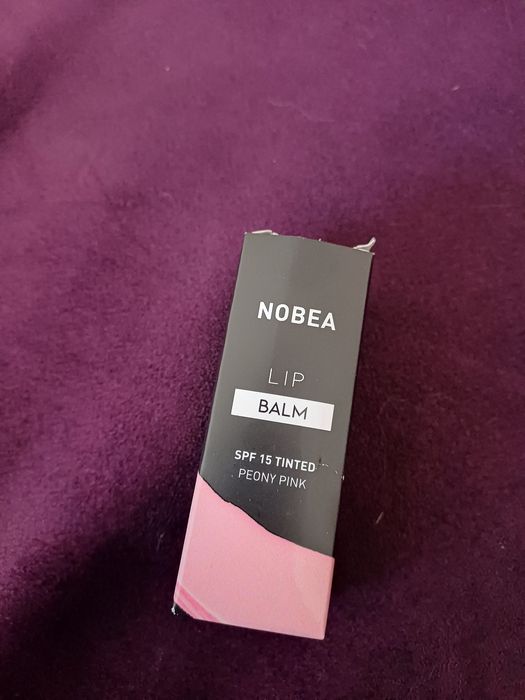 NOBEA
LIP
BALM
SPF 15 TINTED
PEONY PINK